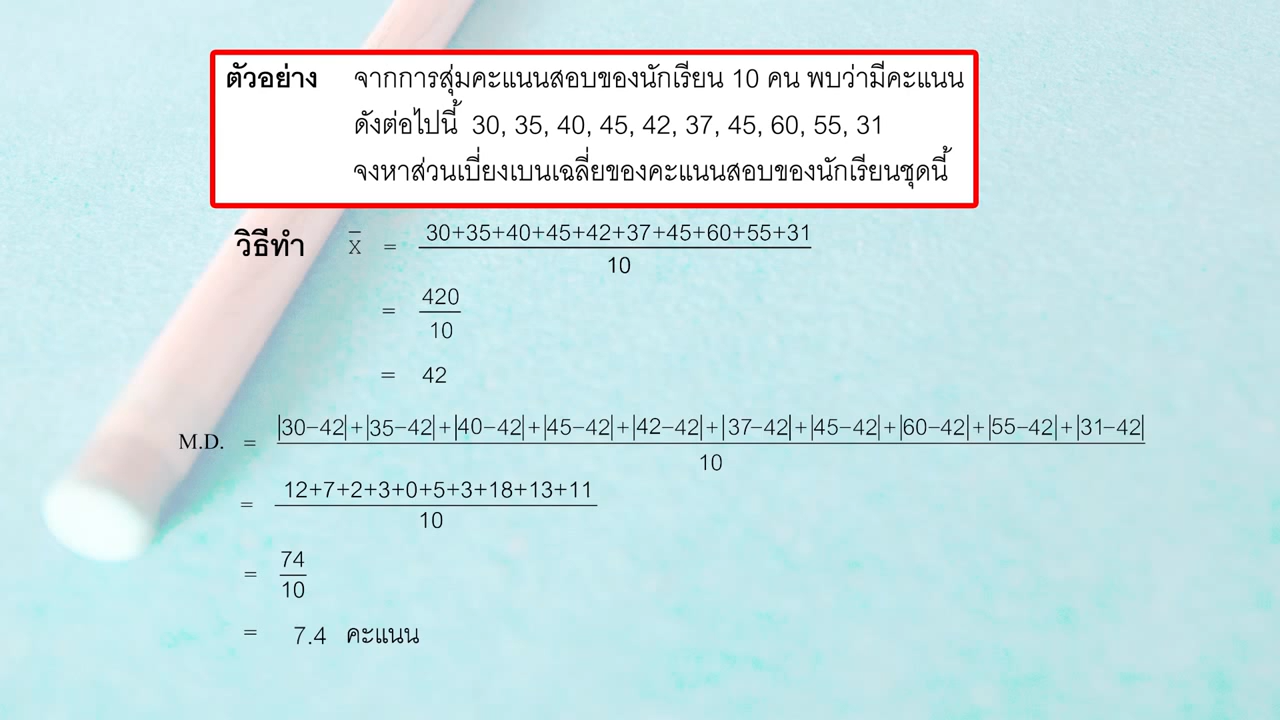 ตัวอย่าง จากการสุ่มคะแนนสอบของนักเรียน 10 คน พบว่ามีคะแนน
ดังต่อไปนี้ 30, 35, 40, 45, 42, 37, 45, 60, 55, 31
จงหาส่วนเบี่ยงเบนเฉลี่ยของคะแนนสอบของนักเรียนชุดนี้
วิธีทำ x̄ = 30+35+40+45+42+37+45+60+55+31
10
= 420
10
= 42
M.D. = |30−42|+|35−42|+|40−42|+|45−42|+|42−42|+|37−42|+|45−42|+|60−42|+|55−42|+|31−42|
10
= 12+7+2+3+0+5+3+18+13+11
10
= 74
10
= 7.4 คะแนน